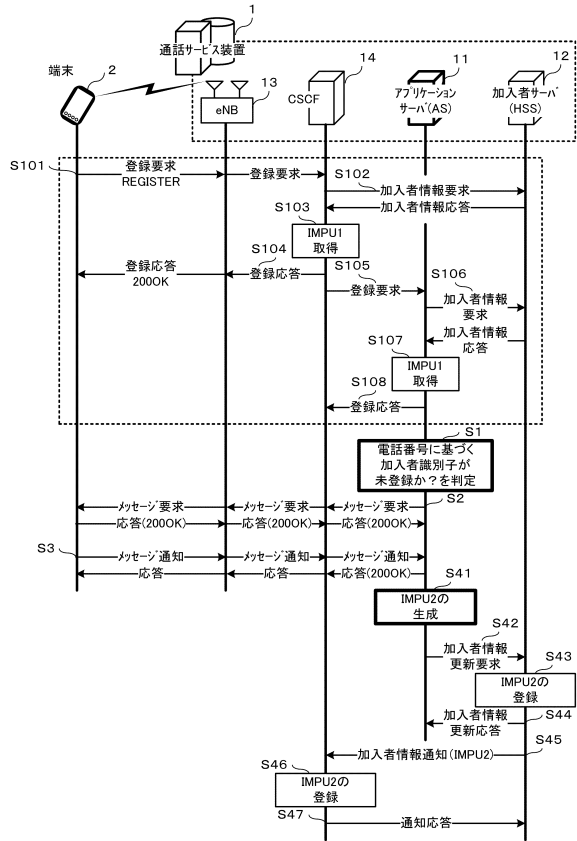 1
通話サービス装置
端末
2
13
eNB
14
CSCF
11
アプリケーション
サーバ(AS)
12
加入者サーバ
(HSS)
S101
登録要求
REGISTER
登録要求
S102
加入者情報要求
加入者情報応答
S103
IMPU1
取得
S104
登録応答
200OK
登録応答
S105
登録要求
S106
加入者情報
要求
加入者情報
応答
S107
IMPU1
取得
S108
登録応答
S1
電話番号に基づく
加入者識別子が
未登録か？を判定
S2
メッセージ要求
メッセージ要求
メッセージ要求
応答(200OK)
応答(200OK)
応答(200OK)
S3
メッセージ通知
メッセージ通知
メッセージ通知
応答
応答
応答(200OK)
S41
IMPU2の
生成
S42
加入者情報
更新要求
S43
IMPU2の
登録
S44
加入者情報
更新応答
S45
加入者情報通知(IMPU2)
S46
IMPU2の
登録
S47
通知応答